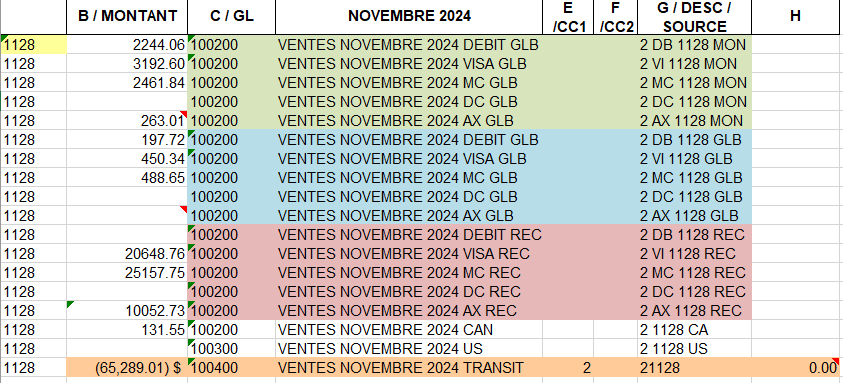 B / MONTANT C / GL NOVEMBRE 2024 E /CC1 F /CC2 G / DESC / SOURCE H
1128 2244.06 100200 VENTES NOVEMBRE 2024 DEBIT GLB 2 DB 1128 MON
1128 3192.60 100200 VENTES NOVEMBRE 2024 VISA GLB 2 VI 1128 MON
1128 2461.84 100200 VENTES NOVEMBRE 2024 MC GLB 2 MC 1128 MON
1128 100200 VENTES NOVEMBRE 2024 DC GLB 2 DC 1128 MON
1128 263.01 100200 VENTES NOVEMBRE 2024 AX GLB 2 AX 1128 MON
1128 197.72 100200 VENTES NOVEMBRE 2024 DEBIT GLB 2 DB 1128 GLB
1128 450.34 100200 VENTES NOVEMBRE 2024 VISA GLB 2 VI 1128 GLB
1128 488.65 100200 VENTES NOVEMBRE 2024 MC GLB 2 MC 1128 GLB
1128 100200 VENTES NOVEMBRE 2024 DC GLB 2 DC 1128 GLB
1128 100200 VENTES NOVEMBRE 2024 AX GLB 2 AX 1128 GLB
1128 100200 VENTES NOVEMBRE 2024 DEBIT REC 2 DB 1128 REC
1128 20648.76 100200 VENTES NOVEMBRE 2024 VISA REC 2 VI 1128 REC
1128 25157.75 100200 VENTES NOVEMBRE 2024 MC REC 2 MC 1128 REC
1128 100200 VENTES NOVEMBRE 2024 DC REC 2 DC 1128 REC
1128 10052.73 100200 VENTES NOVEMBRE 2024 AX REC 2 AX 1128 REC
1128 131.55 100200 VENTES NOVEMBRE 2024 CAN 2 1128 CA
1128 100300 VENTES NOVEMBRE 2024 US 2 1128 US
1128 (65,289.01) $ 100400 VENTES NOVEMBRE 2024 TRANSIT 2 21128 0.00